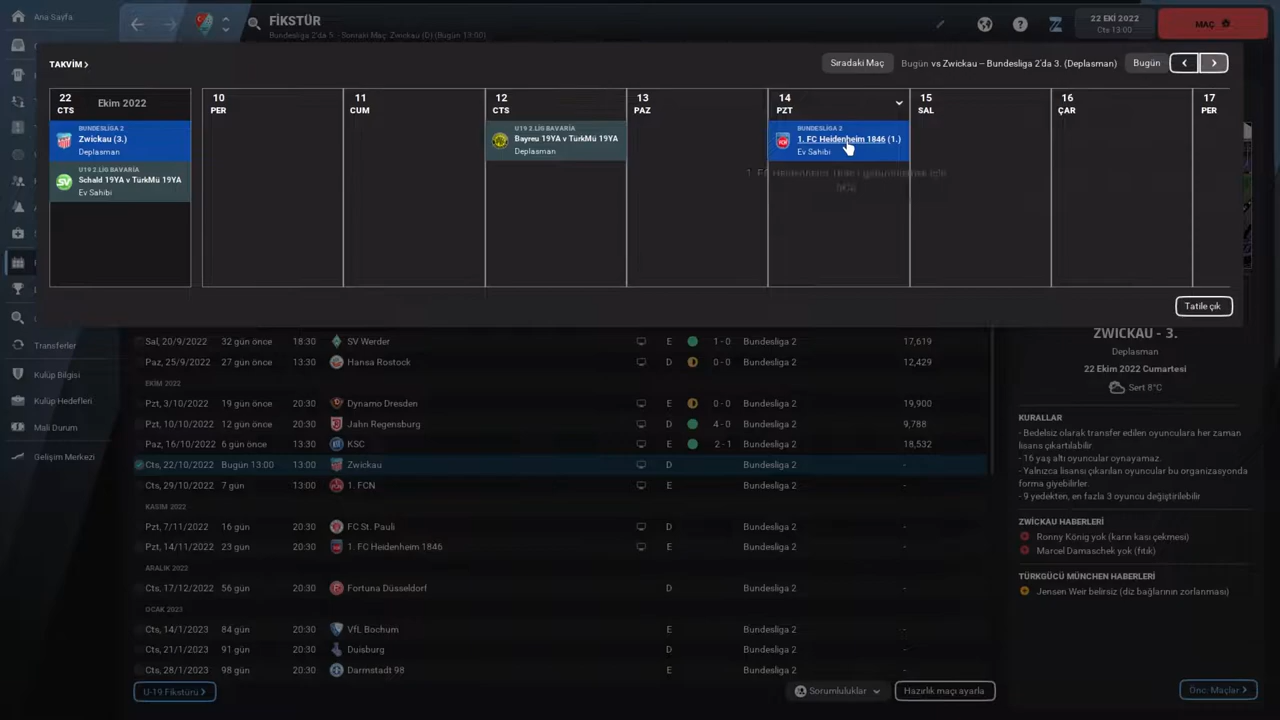 Ana Sayfa
FİKSTÜR
Bundesliga 2'da 5. - Sonraki Maç: Zwickau (D) (Bugün 13:00)
22 EKİ 2022
Cts 13:00
MAÇ
TAKVİM
Sıradaki Maç
Bugün vs Zwickau – Bundesliga 2'da 3. (Deplasman)
Bugün
22
CTS
Ekim 2022
10
PER
11
CUM
12
CTS
13
PAZ
14
PZT
15
SAL
16
ÇAR
17
PER
BUNDESLİGA 2
Zwickau (3.)
Deplasman
U19 2.LİG BAVARİA
Schald 19YA v TürkMü 19YA
Ev Sahibi
U19 2.LİG BAVARİA
Bayreu 19YA v TürkMü 19YA
Deplasman
BUNDESLİGA 2
1. FC Heidenheim 1846 (1.)
Ev Sahibi
Tatile çık
Transferler
Kulüp Bilgisi
Kulüp Hedefleri
Mali Durum
Gelişim Merkezi
Sal, 20/9/2022 32 gün önce 18:30 SV Werder E 1 - 0 Bundesliga 2 17,619
Paz, 25/9/2022 27 gün önce 13:30 Hansa Rostock D 0-0 Bundesliga 2 12,429
EKİM 2022
Pzt, 3/10/2022 19 gün önce 20:30 Dynamo Dresden E 0 - 0 Bundesliga 2 19,900
Pzt, 10/10/2022 12 gün önce 20:30 Jahn Regensburg D 4 - 0 Bundesliga 2 9,788
Paz, 16/10/2022 6 gün önce 13:30 KSC E 2 - 1 Bundesliga 2 18,532
Cts, 22/10/2022 Bugün 13:00 13:00 Zwickau D Bundesliga 2 -
Cts, 29/10/2022 7 gün 13:00 1. FCN E Bundesliga 2 -
KASIM 2022
Pzt, 7/11/2022 16 gün 20:30 FC St. Pauli D Bundesliga 2 -
Pzt, 14/11/2022 23 gün 20:30 1. FC Heidenheim 1846 E Bundesliga 2 -
ARALIK 2022
Cts, 17/12/2022 56 gün 20:30 Fortuna Düsseldorf D Bundesliga 2 -
OCAK 2023
Cts, 14/1/2023 84 gün 20:30 VfL Bochum E Bundesliga 2 -
Cts, 21/1/2023 91 gün 20:30 Duisburg D Bundesliga 2 -
Cts, 28/1/2023 98 gün 20:30 Darmstadt 98 E Bundesliga 2 -
U-19 Fikstürü
Sorumluluklar
Hazırlık maçı ayarla
ZWICKAU - 3.
Deplasman
22 Ekim 2022 Cumartesi
Sert 8°C
KURALLAR
- Bedelsiz olarak transfer edilen oyunculara her zaman
lisans çıkartılabilir
- 16 yaş altı oyuncular oynayamaz.
- Yalnızca lisansı çıkarılan oyuncular bu organizasyonda
forma giyebilirler.
- 9 yedekten, en fazla 3 oyuncu değiştirilebilir
ZWICKAU HABERLERİ
Ronny König yok (karın kası çekmesi)
Marcel Damaschek yok (fıtık)
TÜRKGÜCÜ MÜNCHEN HABERLERİ
Jensen Weir belirsiz (diz bağlarının zorlanması)
Önc. Maçlar